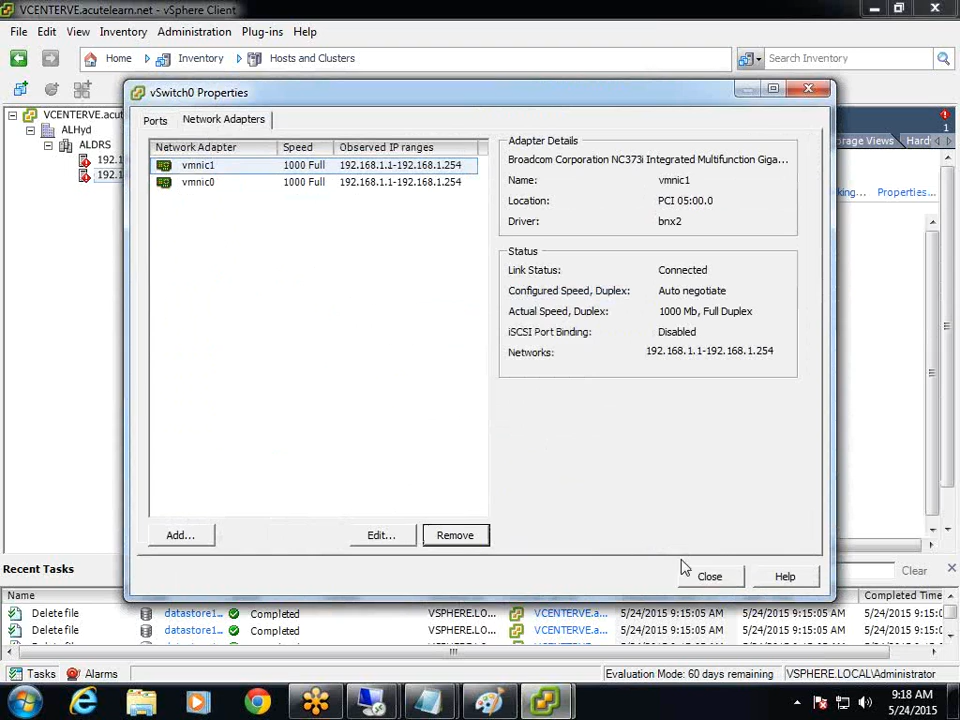 VCENTERVE.acutelearn.net - vSphere Client
File Edit View Inventory Administration Plug-ins Help
Home Inventory Hosts and Clusters Search Inventory
vSwitch0 Properties
VCENTERVE.acutelearn.net
ALHyd
ALDRS
192.1
192.1
1
Ports Network Adapters
rage Views Hard
king... Properties...
Network Adapter Speed Observed IP ranges
vmnic1 1000 Full 192.168.1.1-192.168.1.254
vmnic0 1000 Full 192.168.1.1-192.168.1.254
Adapter Details
Broadcom Corporation NC373i Integrated Multifunction Giga...
Name: vmnic1
Location: PCI 05:00.0
Driver: bnx2
Status
Link Status: Connected
Configured Speed, Duplex: Auto negotiate
Actual Speed, Duplex: 1000 Mb, Full Duplex
iSCSI Port Binding: Disabled
Networks: 192.168.1.1-192.168.1.254
Add... Edit... Remove
Close Help
Recent Tasks
Clear
Name Completed Time
Delete file datastore1... Completed VSPHERE.LO... VCENTERVE.a... 5/24/2015 9:15:05 AM 5/24/2015 9:15:05 AM 5/24/2015
Delete file datastore1... Completed VSPHERE.LO... VCENTERVE.a... 5/24/2015 9:15:05 AM 5/24/2015 9:15:05 AM 5/24/2015
Tasks Alarms Evaluation Mode: 60 days remaining VSPHERE.LOCAL\Administrator
9:18 AM
5/24/2015